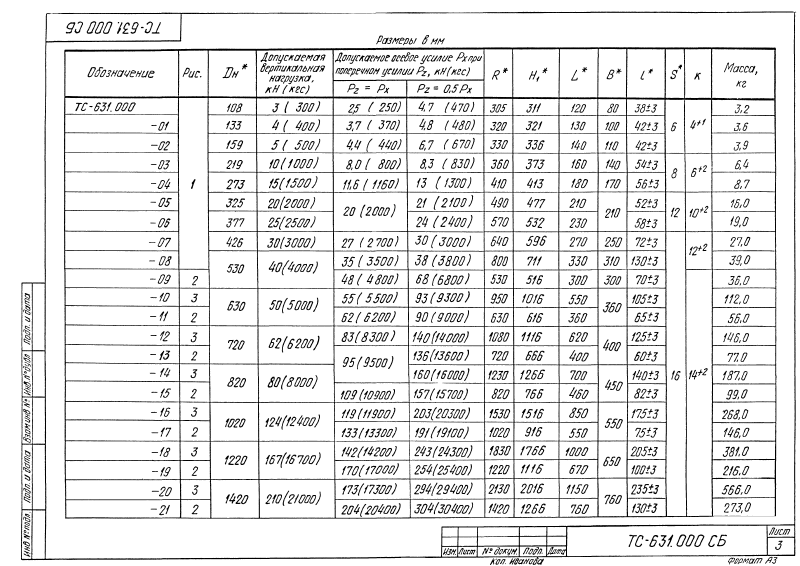 ТС-631.000 СБ
Размеры в мм
Обозначение Рис. Dн* Допускаемая вертикальная нагрузка, кН (кгс) Допускаемое осевое усилие Рх при поперечном усилии Рz, кН (кгс) R* H₁* L* B* l* S* к Масса, кг
Рz = Рх Рz = 0,5 Рх
ТС-631.000 1 108 3 (300) 2,5 (250) 4,7 (470) 305 311 120 80 38±3 6 4+1 3,2
-01 133 4 (400) 3,7 (370) 4,8 (480) 320 321 130 100 42±3 3,6
-02 159 5 (500) 4,4 (440) 6,7 (670) 330 336 140 110 42±3 3,9
-03 219 10 (1000) 8,0 (800) 8,3 (830) 360 373 160 140 54±3 8 6+2 6,4
-04 273 15 (1500) 11,6 (1160) 13 (1300) 410 413 180 170 56±3 8,7
-05 325 20 (2000) 20 (2000) 21 (2100) 490 477 210 210 52±3 12 10+2 16,0
-06 377 25 (2500) 24 (2400) 570 532 230 58±3 19,0
-07 426 30 (3000) 27 (2700) 30 (3000) 640 596 270 250 72±3 16 12+2 27,0
-08 530 40 (4000) 35 (3500) 38 (3800) 800 711 330 310 130±3 39,0
-09 2 48 (4800) 68 (6800) 530 516 300 300 70±3 14+2 36,0
-10 3 630 50 (5000) 55 (5500) 93 (9300) 950 1016 550 360 105±3 112,0
-11 2 62 (6200) 90 (9000) 630 616 360 65±3 56,0
-12 3 720 62 (6200) 83 (8300) 140 (14000) 1080 1116 620 400 125±3 146,0
-13 2 95 (9500) 136 (13600) 720 666 400 60±3 77,0
-14 3 820 80 (8000) 160 (16000) 1230 1266 700 450 140±3 187,0
-15 2 109 (10900) 157 (15700) 820 766 460 82±3 99,0
-16 3 1020 124 (12400) 119 (11900) 203 (20300) 1530 1516 850 550 175±3 268,0
-17 2 133 (13300) 191 (19100) 1020 916 550 75±3 146,0
-18 3 1220 167 (16700) 142 (14200) 243 (24300) 1830 1766 1000 650 205±3 381,0
-19 2 170 (17000) 254 (25400) 1220 1116 670 100±3 216,0
-20 3 1420 210 (21000) 173 (17300) 294 (29400) 2130 2016 1150 760 235±3 566,0
-21 2 204 (20400) 304 (30400) 1420 1266 760 130±3 273,0
Инв № подл. Подп. и дата Взам инв № Инв № дубл Подп. и дата
Изм. Лист № докум. Подп. Дата
ТС-631 000 СБ
Лист
3
Коп. Иванова
Формат А3